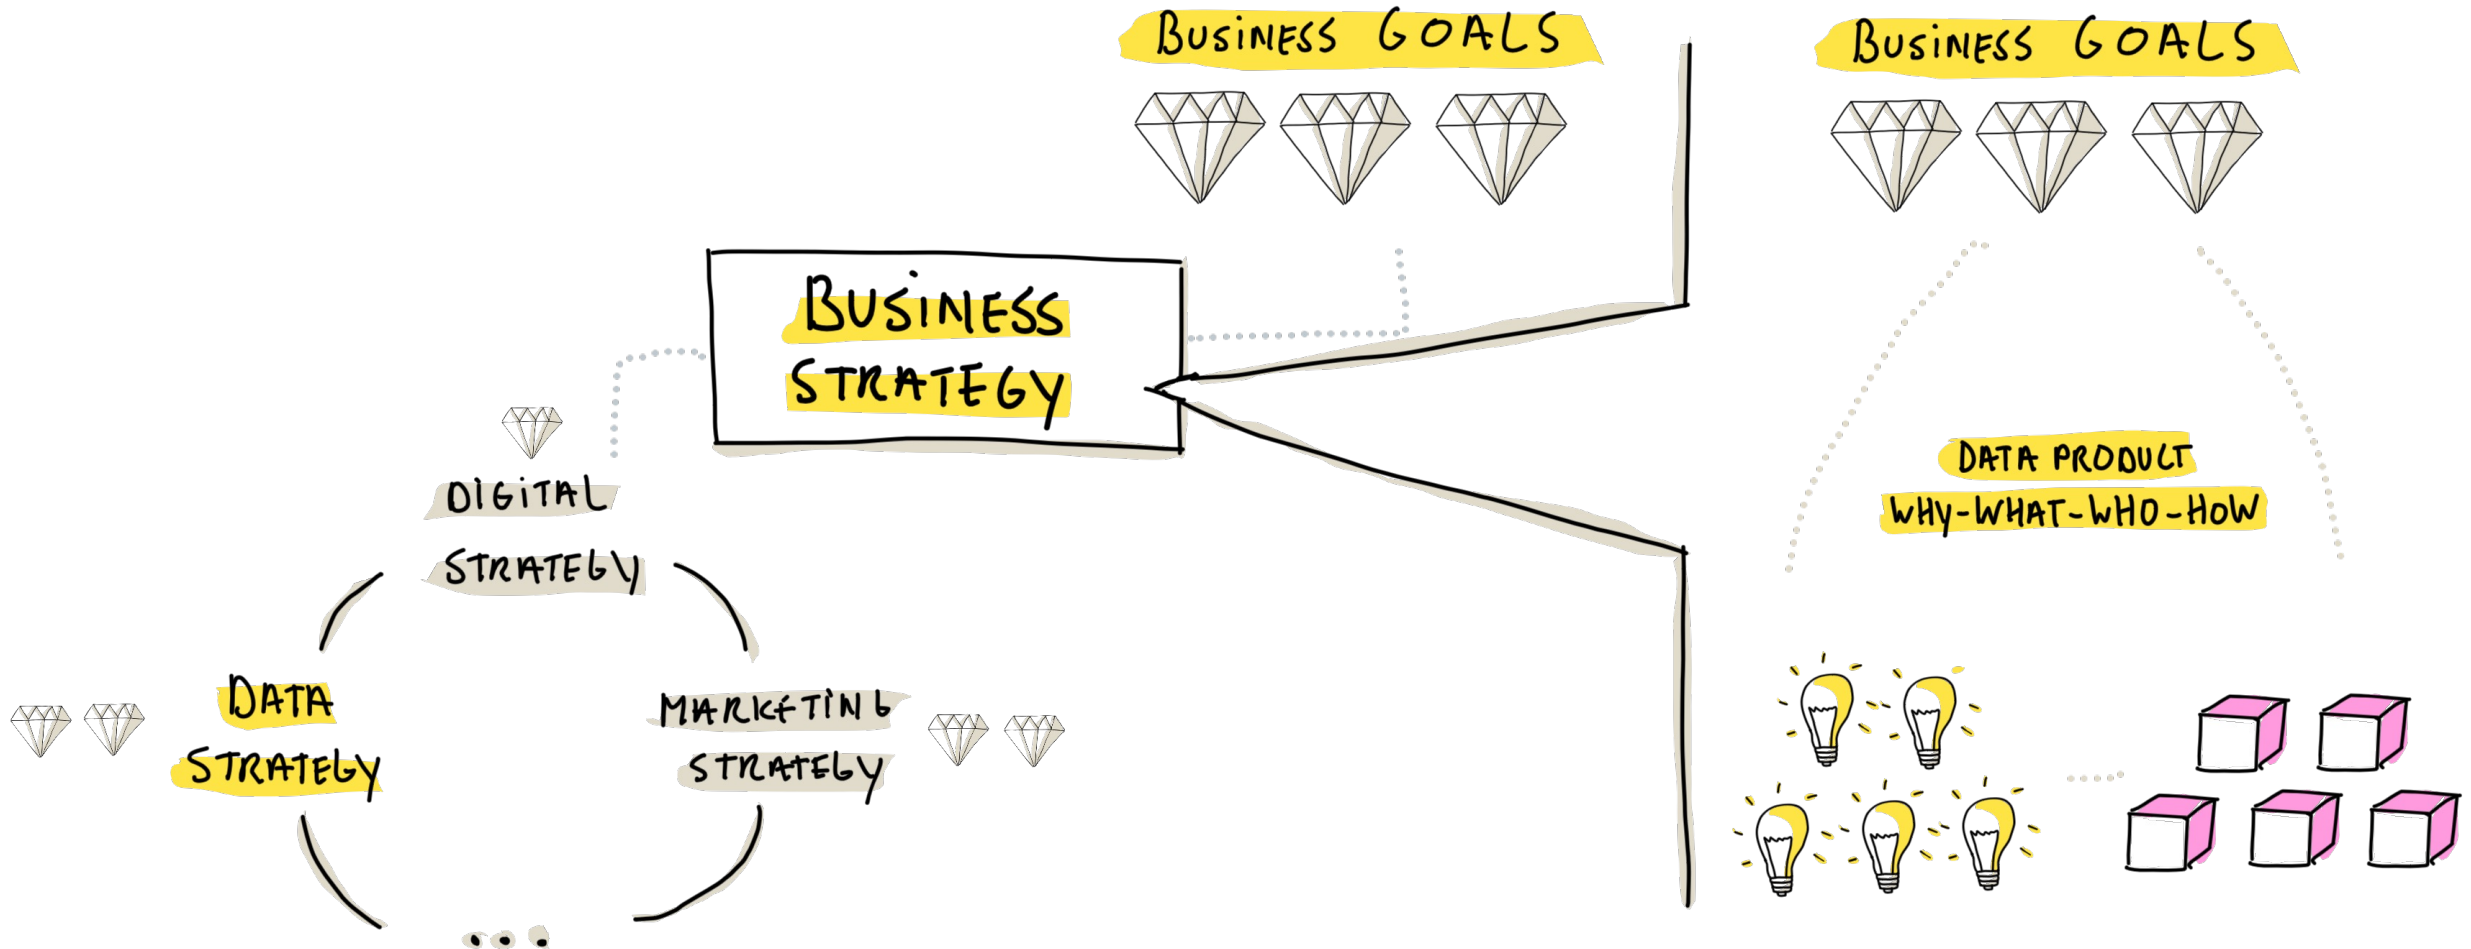 BUSINESS GOALS
BUSINESS GOALS
BUSINESS
STRATEGY
DIGITAL
STRATEGY
DATA
STRATEGY
MARKETING
STRATEGY
...
DATA PRODUCT
WHY-WHAT-WHO-HOW